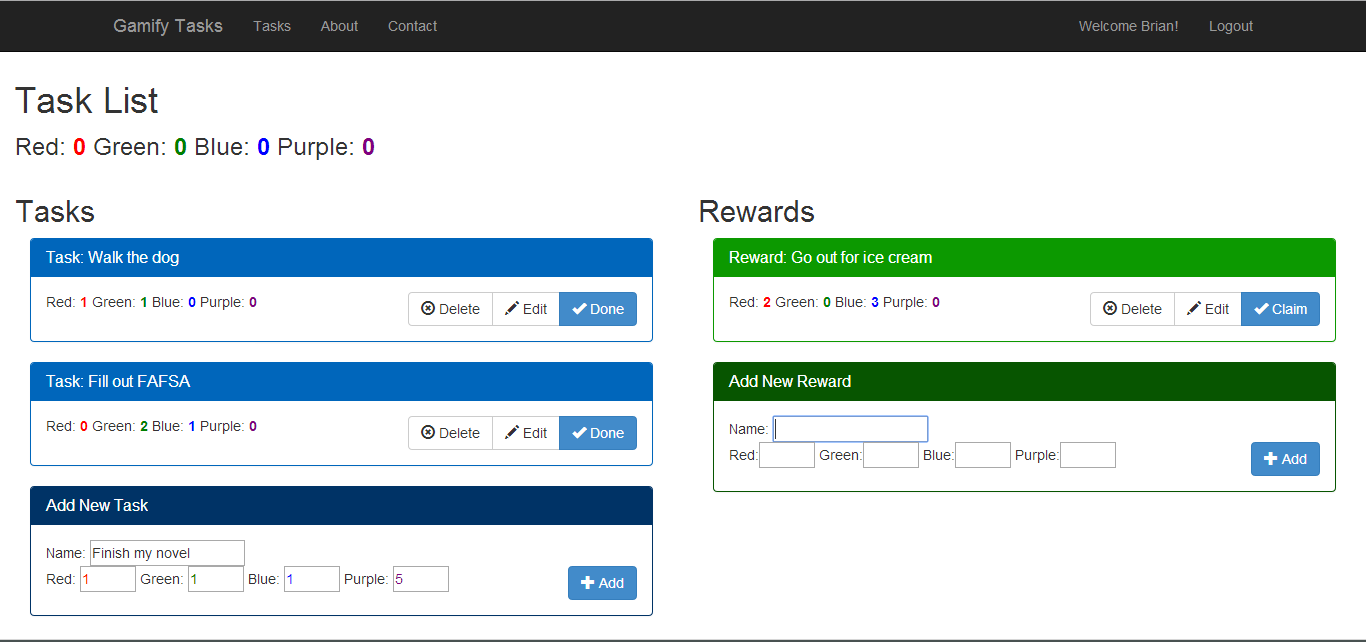 Gamify Tasks Tasks About Contact Welcome Brian! Logout
Task List
Red: 0 Green: 0 Blue: 0 Purple: 0
Tasks
Task: Walk the dog
Red: 1 Green: 1 Blue: 0 Purple: 0 Delete Edit Done
Task: Fill out FAFSA
Red: 0 Green: 2 Blue: 1 Purple: 0 Delete Edit Done
Add New Task
Name: Finish my novel
Red: 1 Green: 1 Blue: 1 Purple: 5 Add
Rewards
Reward: Go out for ice cream
Red: 2 Green: 0 Blue: 3 Purple: 0 Delete Edit Claim
Add New Reward
Name:
Red: Green: Blue: Purple: Add